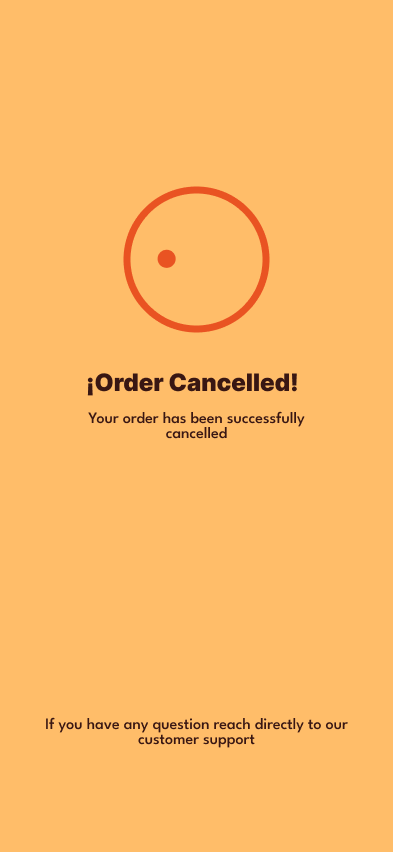 ¡Order Cancelled!
Your order has been successfully
cancelled
If you have any question reach directly to our
customer support